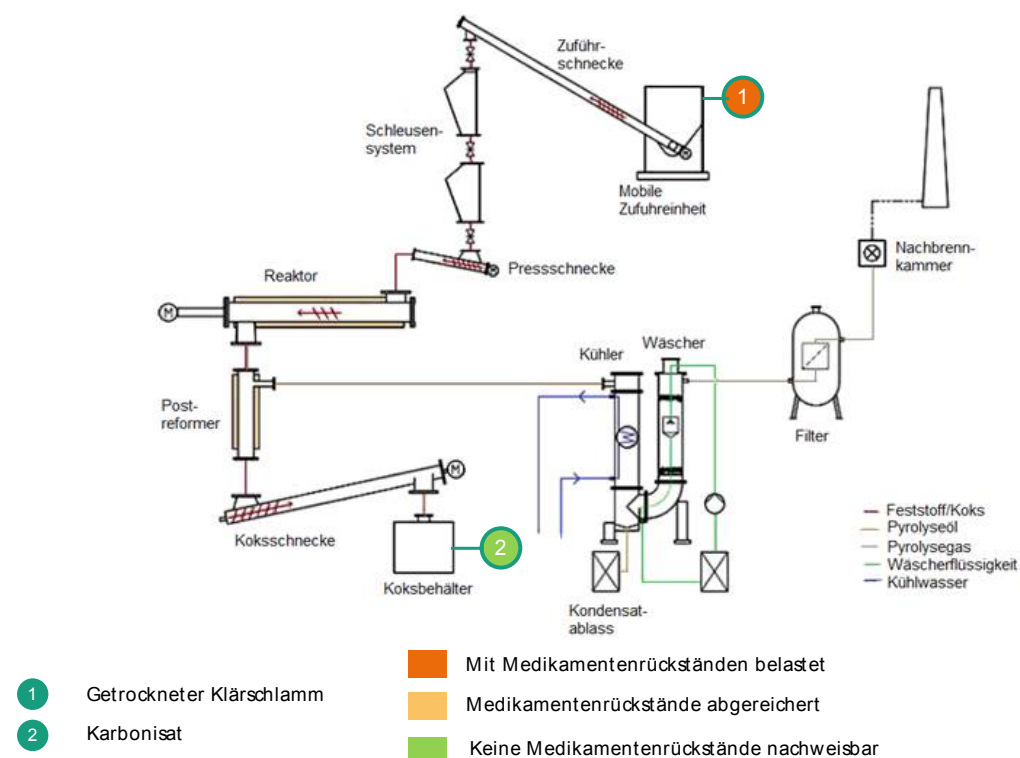 Zuführ-
schnecke
1
Schleusen-
system
Mobile
Zufuhreinheit
Pressschnecke
Nachbrenn-
kammer
Reaktor
M
Kühler
Wäscher
Post-
reformer
W
Filter
M
Koksschnecke
2
Koksbehälter
Kondensat-
ablass
Feststoff/Koks
Pyrolyseöl
Pyrolysegas
Wäscherflüssigkeit
Kühlwasser
1 Getrockneter Klärschlamm
2 Karbonisat
Mit Medikamentenrückständen belastet
Medikamentenrückstände abgereichert
Keine Medikamentenrückstände nachweisbar